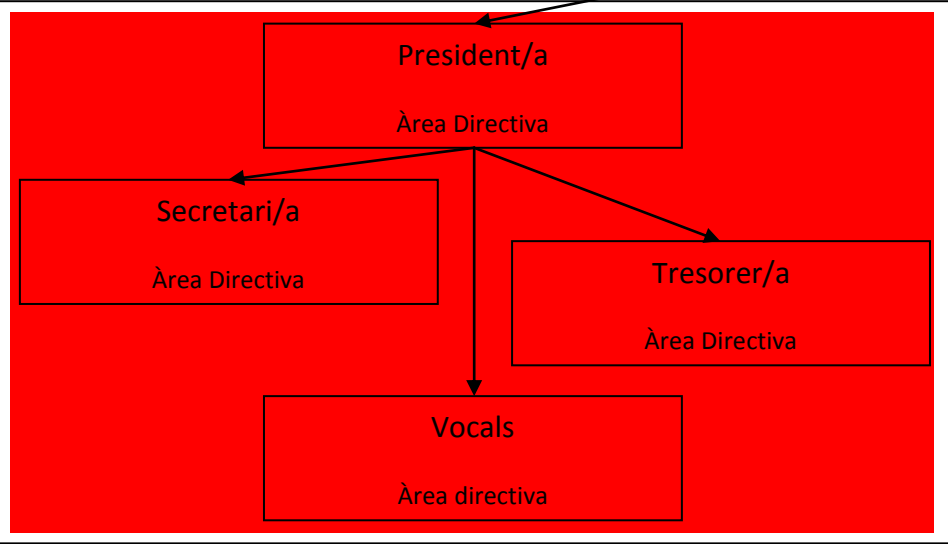 President/a
Àrea Directiva
Secretari/a
Àrea Directiva
Tresorer/a
Àrea Directiva
Vocals
Àrea directiva